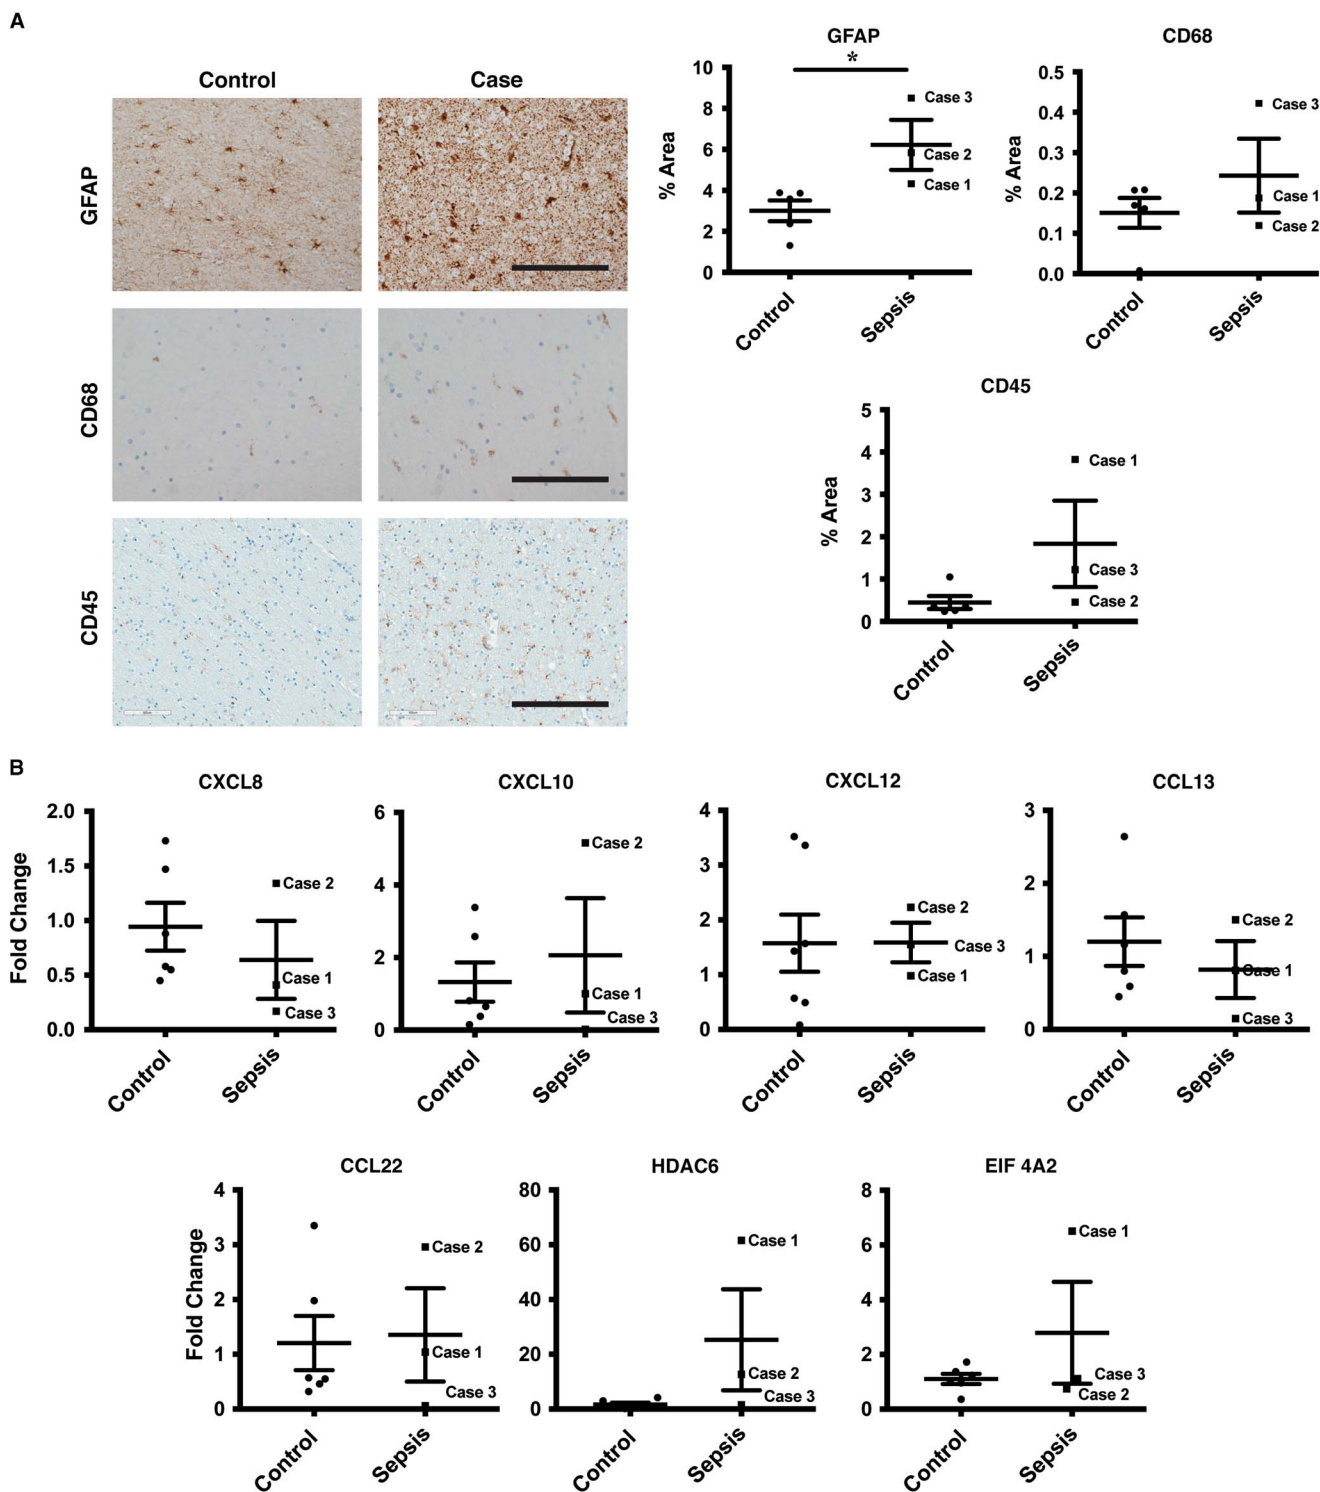 A
Control
Case
GFAP
CD68
CD45
GFAP
*
% Area
10
8
6
4
2
0
Case 3
Case 2
Case 1
Control
Sepsis
CD68
% Area
0.5
0.4
0.3
0.2
0.1
0.0
Case 3
Case 1
Case 2
Control
Sepsis
CD45
% Area
5
4
3
2
1
0
Case 1
Case 3
Case 2
Control
Sepsis
B
CXCL8
Fold Change
2.0
1.5
1.0
0.5
0.0
Case 2
Case 1
Case 3
Control
Sepsis
CXCL10
6
4
2
0
Case 2
Case 1
Case 3
Control
Sepsis
CXCL12
4
3
2
1
0
Case 2
Case 3
Case 1
Control
Sepsis
CCL13
3
2
1
0
Case 2
Case 1
Case 3
Control
Sepsis
CCL22
Fold Change
4
3
2
1
0
Case 2
Case 1
Case 3
Control
Sepsis
HDAC6
80
60
40
20
0
Case 1
Case 2
Case 3
Control
Sepsis
EIF 4A2
8
6
4
2
0
Case 1
Case 3
Case 2
Control
Sepsis